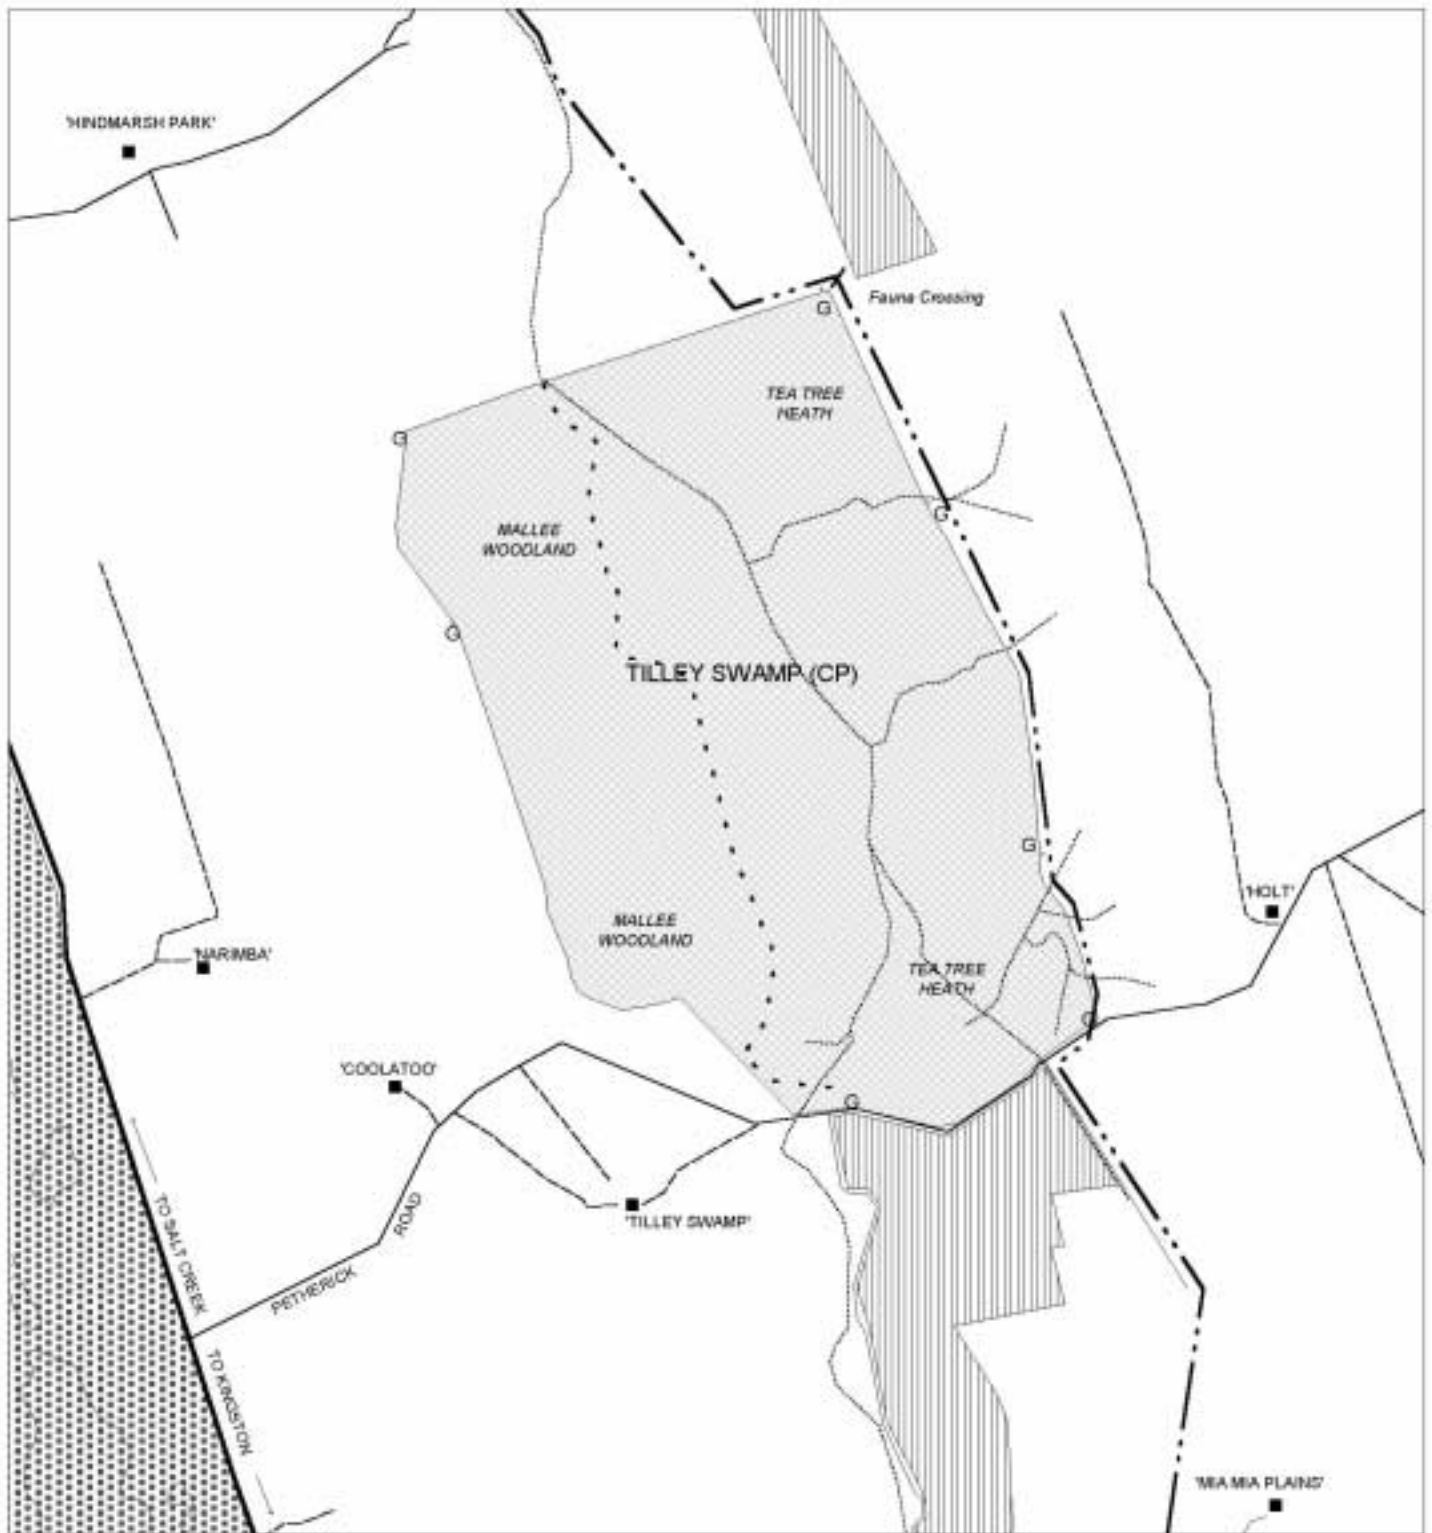 'HINDMARSH PARK'
Fauna Crossing
G
TEA TREE
HEATH
G
G
MALLEE
WOODLAND
G
TILLEY SWAMP (CP)
G
'HOLT'
MALLEE
WOODLAND
'NARIMBA'
TEA TREE
HEATH
G
'COOLATOO'
G
TO SALT CREEK
ROAD
'TILLEY SWAMP'
PETHERICK
TO KINGSTON
'MIA MIA PLAINS'